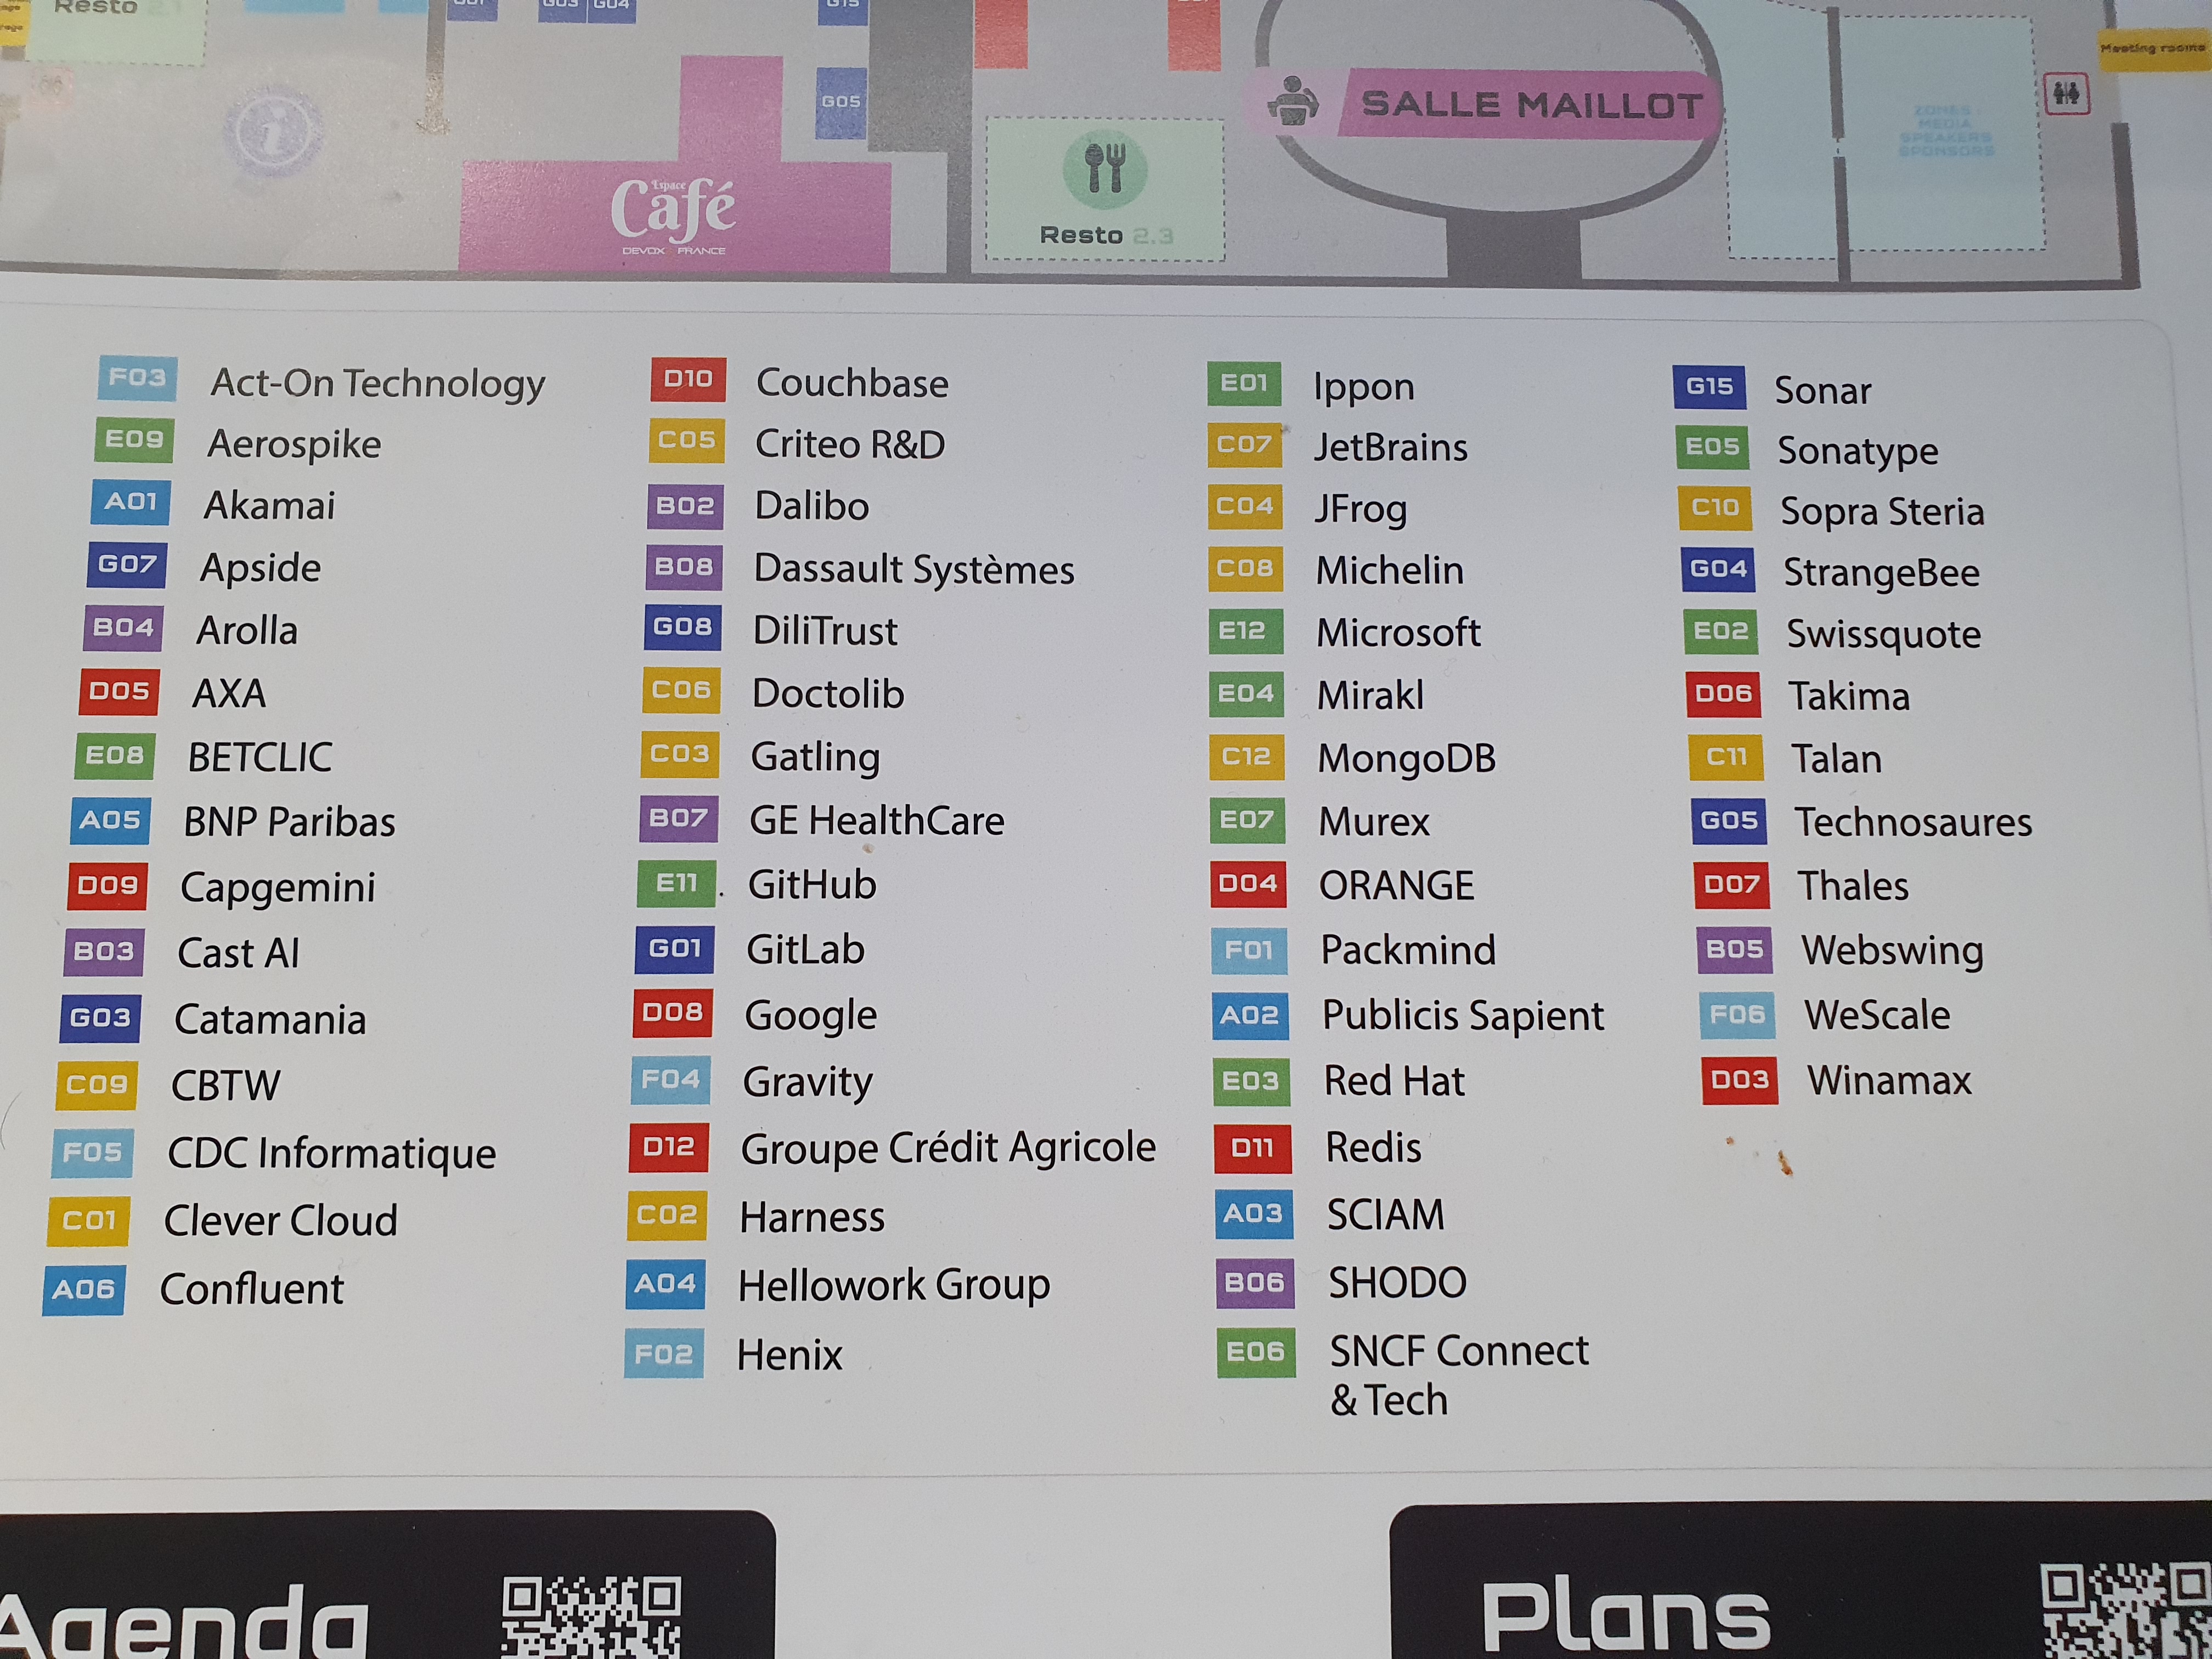 Resto
Café
L'Espace
DEVOXX FRANCE
G03 G04
G05
G15
Resto 2.3
SALLE MAILLOT
ZONES
MEDIA
SPEAKERS
SPONSORS
Meeting rooms
F03 Act-On Technology
E09 Aerospike
A01 Akamai
G07 Apside
B04 Arolla
D05 AXA
E08 BETCLIC
A05 BNP Paribas
D09 Capgemini
B03 Cast AI
G03 Catamania
C09 CBTW
F05 CDC Informatique
C01 Clever Cloud
A06 Confluent
D10 Couchbase
C05 Criteo R&D
B02 Dalibo
B08 Dassault Systèmes
G08 DiliTrust
C06 Doctolib
C03 Gatling
B07 GE HealthCare
E11 GitHub
G01 GitLab
D08 Google
F04 Gravity
D12 Groupe Crédit Agricole
C02 Harness
A04 Hellowork Group
F02 Henix
E01 Ippon
C07 JetBrains
C04 JFrog
C08 Michelin
E12 Microsoft
E04 Mirakl
C12 MongoDB
E07 Murex
D04 ORANGE
F01 Packmind
A02 Publicis Sapient
E03 Red Hat
D11 Redis
A03 SCIAM
B06 SHODO
E06 SNCF Connect
& Tech
G15 Sonar
E05 Sonatype
C10 Sopra Steria
G04 StrangeBee
E02 Swissquote
D06 Takima
C11 Talan
G05 Technosaures
D07 Thales
B05 Webswing
F06 WeScale
D03 Winamax
Agenda
Plans